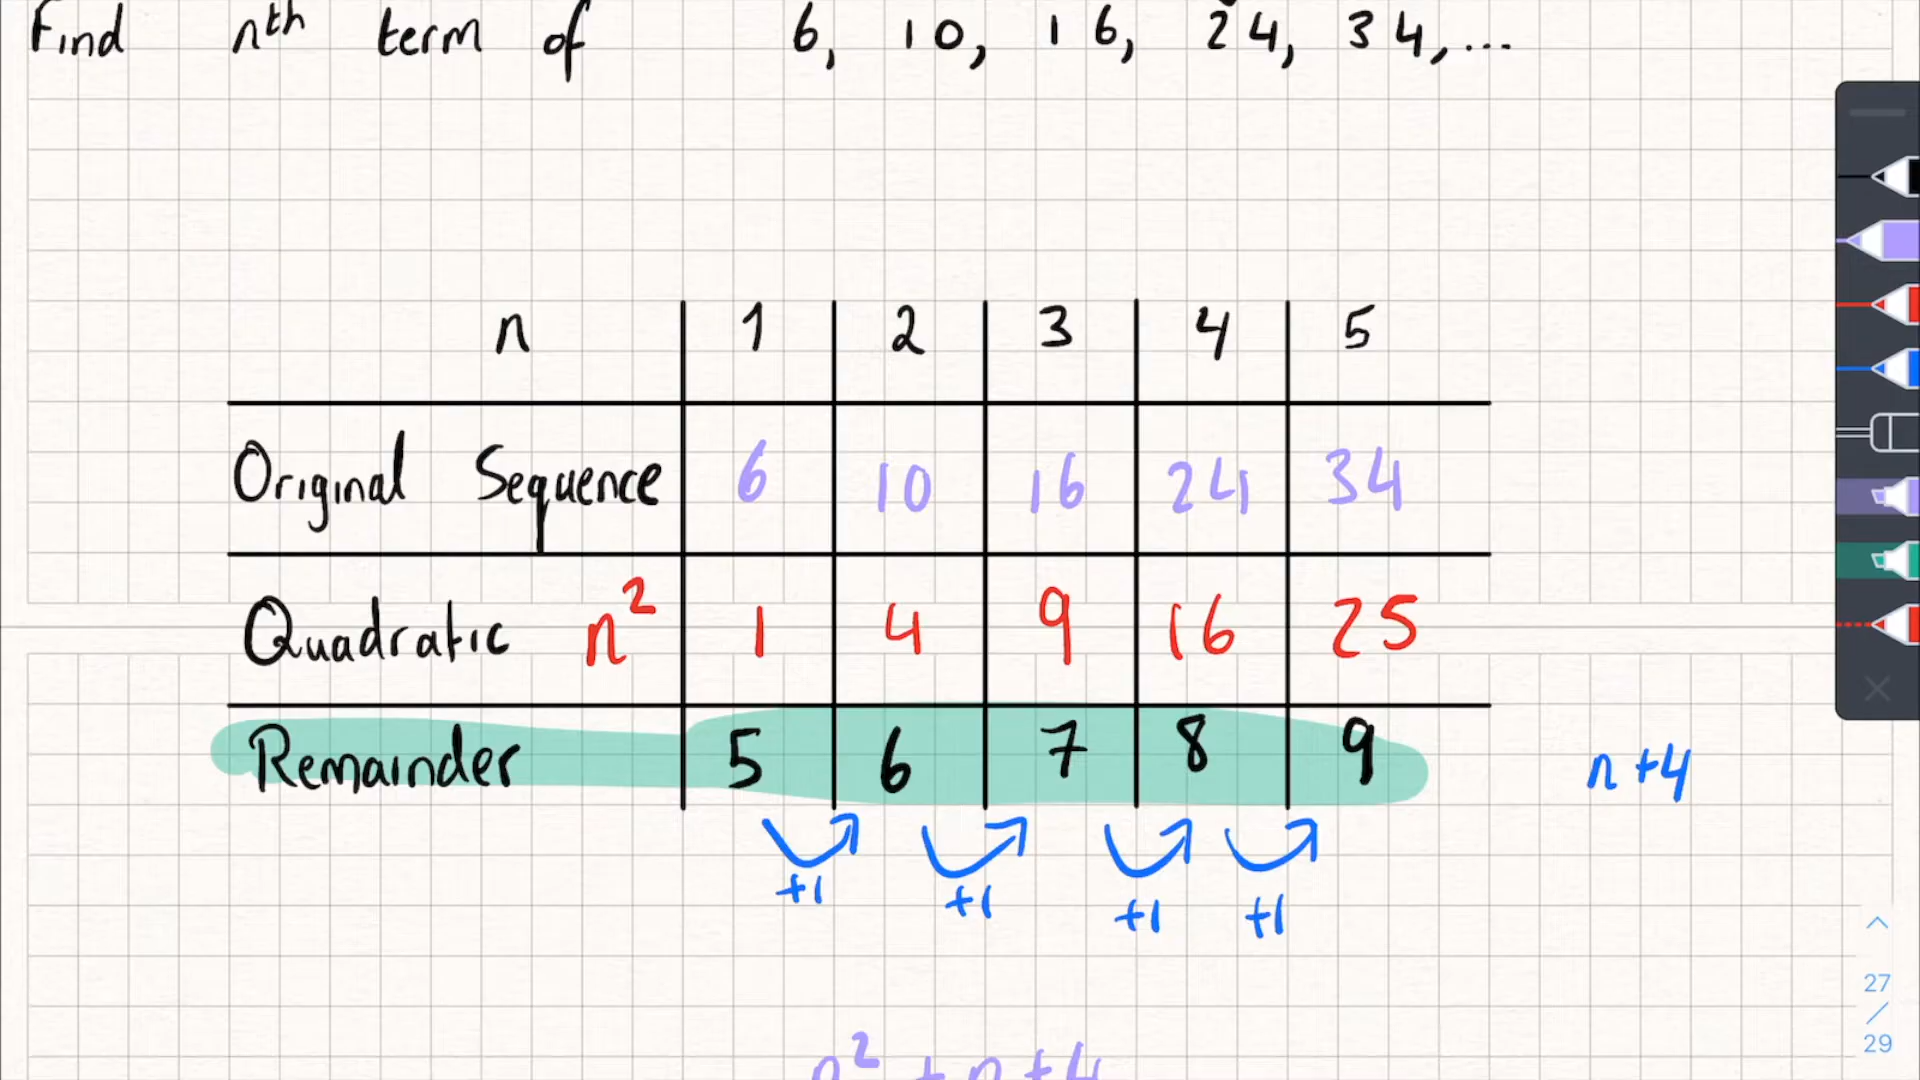 Find nth term of 6, 10, 16, 24, 34, ...
n 1 2 3 4 5
Original Sequence 6 10 16 24 34
Quadratic n² 1 4 9 16 25
Remainder 5 6 7 8 9 n+4
+1 +1 +1 +1
27
/
29
n² + n + 4